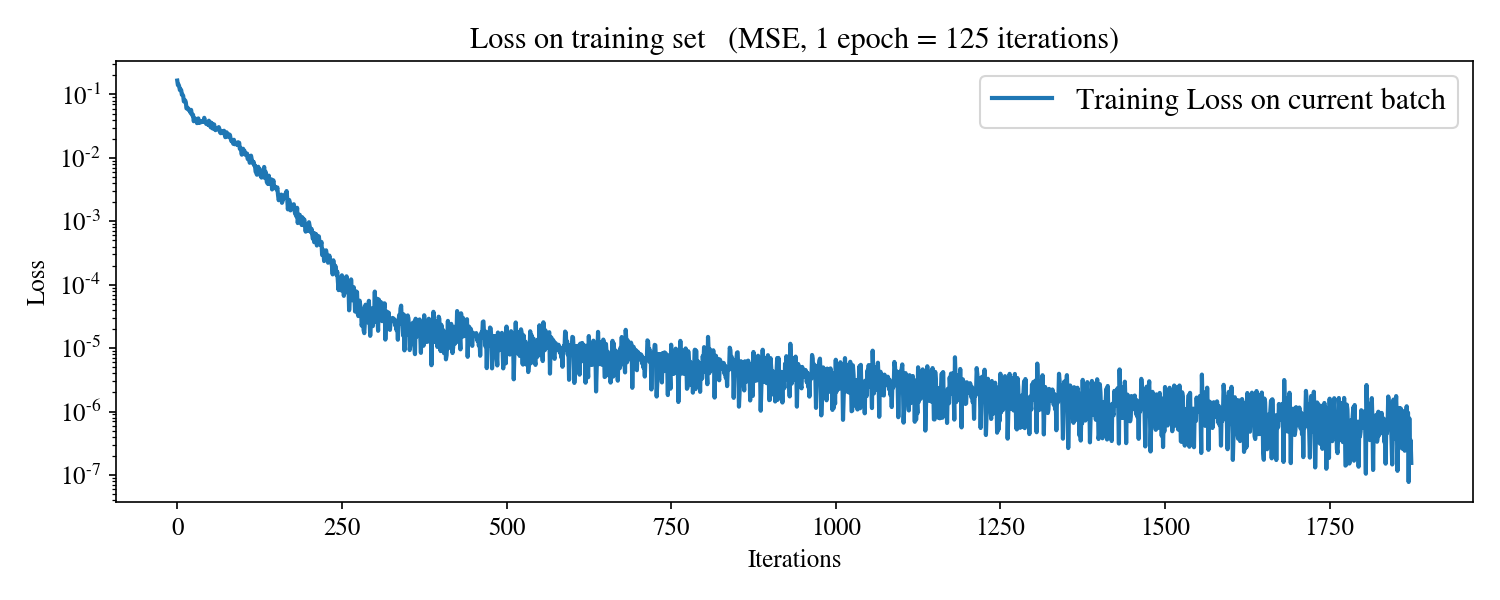 Loss on training set (MSE, 1 epoch = 125 iterations)
Training Loss on current batch
Loss
10-1
10-2
10-3
10-4
10-5
10-6
10-7
0 250 500 750 1000 1250 1500 1750
Iterations